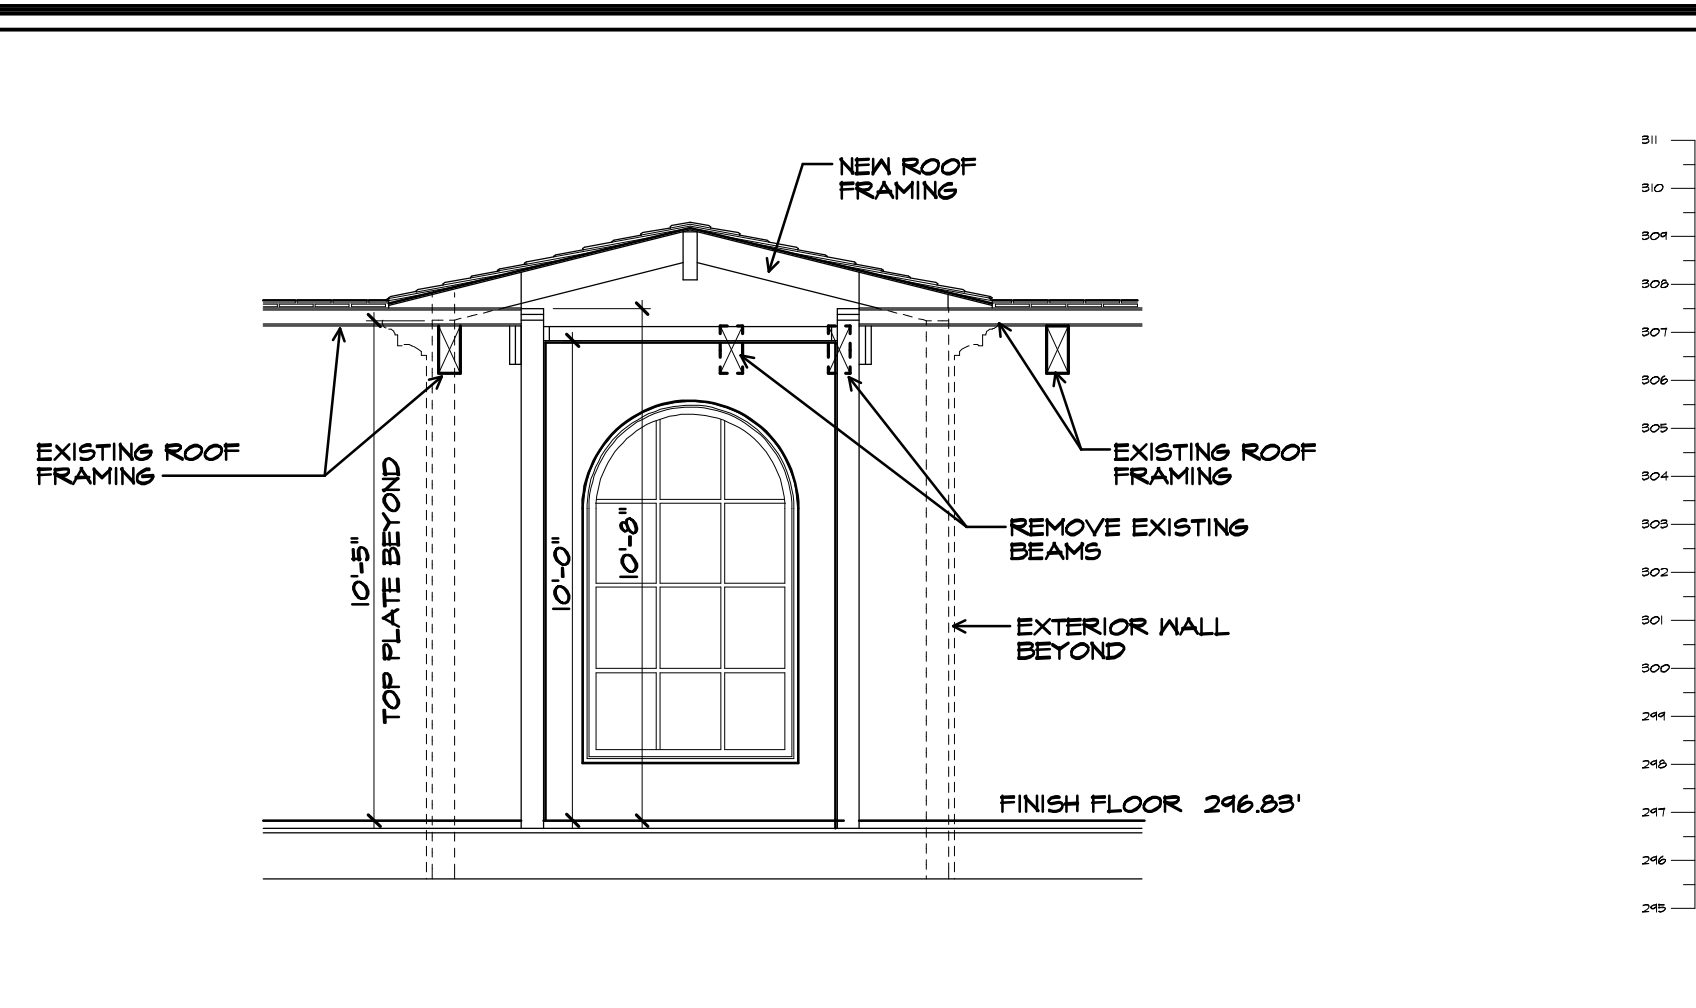 NEW ROOF
FRAMING
EXISTING ROOF
FRAMING
10'-5"
TOP PLATE BEYOND
10'-0"
10'-8"
EXISTING ROOF
FRAMING
REMOVE EXISTING
BEAMS
EXTERIOR WALL
BEYOND
FINISH FLOOR 296.83'
311
310
309
308
307
306
305
304
303
302
301
300
299
298
297
296
295